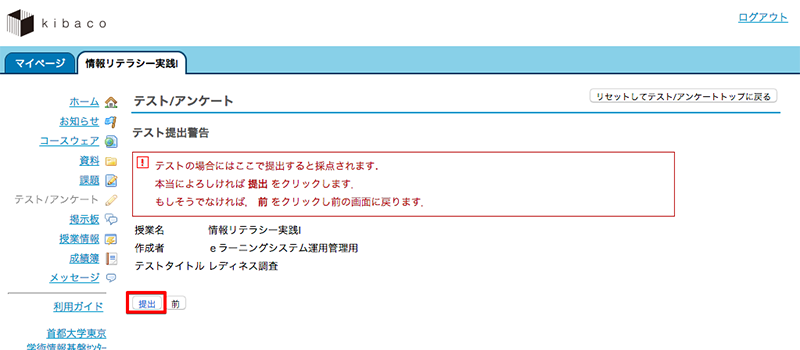 kibaco
ログアウト
マイページ
情報リテラシー実践I
ホーム
お知らせ
コースウェア
資料
課題
テスト/アンケート
掲示板
授業情報
成績簿
メッセージ
利用ガイド
首都大学東京
学術情報基盤センター
テスト/アンケート
リセットしてテスト/アンケートトップに戻る
テスト提出警告
テストの場合にはここで提出すると採点されます.
本当によろしければ 提出 をクリックします.
もしそうでなければ, 前 をクリックし前の画面に戻ります.
授業名 情報リテラシー実践I
作成者 eラーニングシステム運用管理用
テストタイトル レディネス調査
提出 前